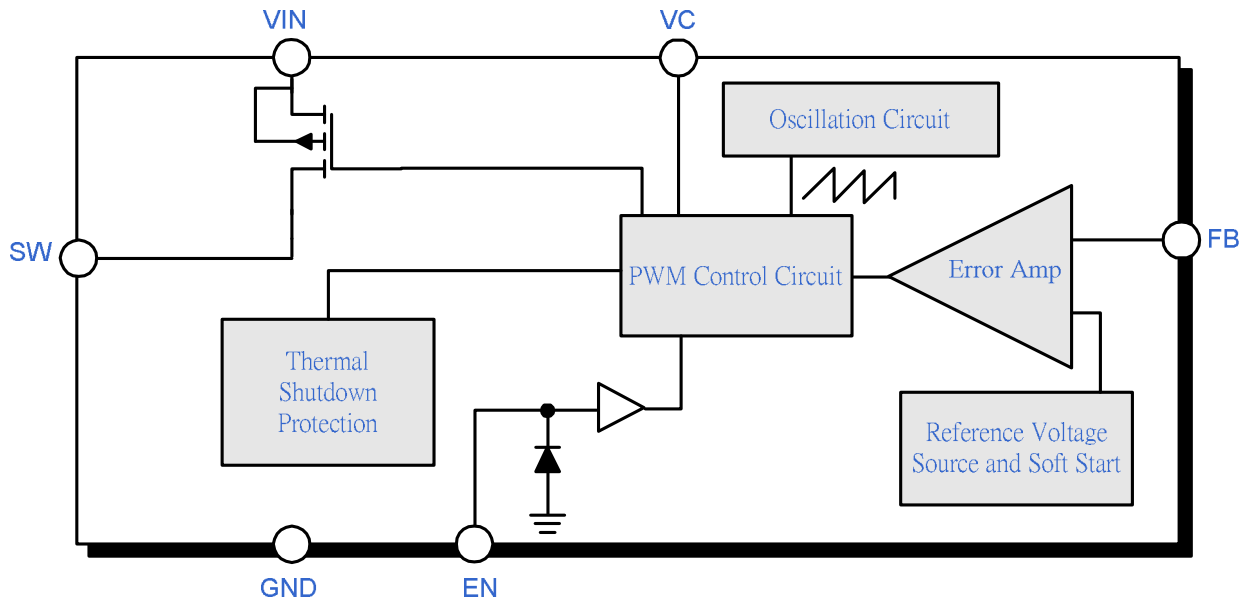 VIN
VC
Oscillation Circuit
SW
FB
PWM Control Circuit
Error Amp
Thermal
Shutdown
Protection
Reference Voltage
Source and Soft Start
GND
EN